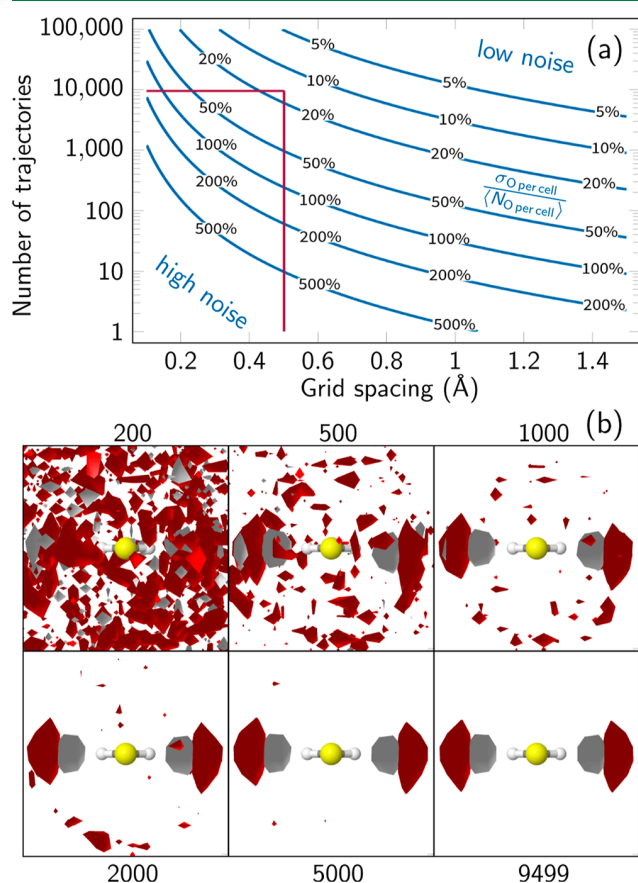 (a)
low noise
high noise
Number of trajectories
100,000
10,000
1,000
100
10
1
5%
5%
5%
20%
10%
10%
10%
50%
20%
20%
20%
100%
50%
50%
50%
200%
100%
100%
100%
500%
200%
200%
200%
500%
500%
σO per cell
⟨NO per cell⟩
0.2 0.4 0.6 0.8 1 1.2 1.4
Grid spacing (Å)
(b)
200 500 1000
2000 5000 9499